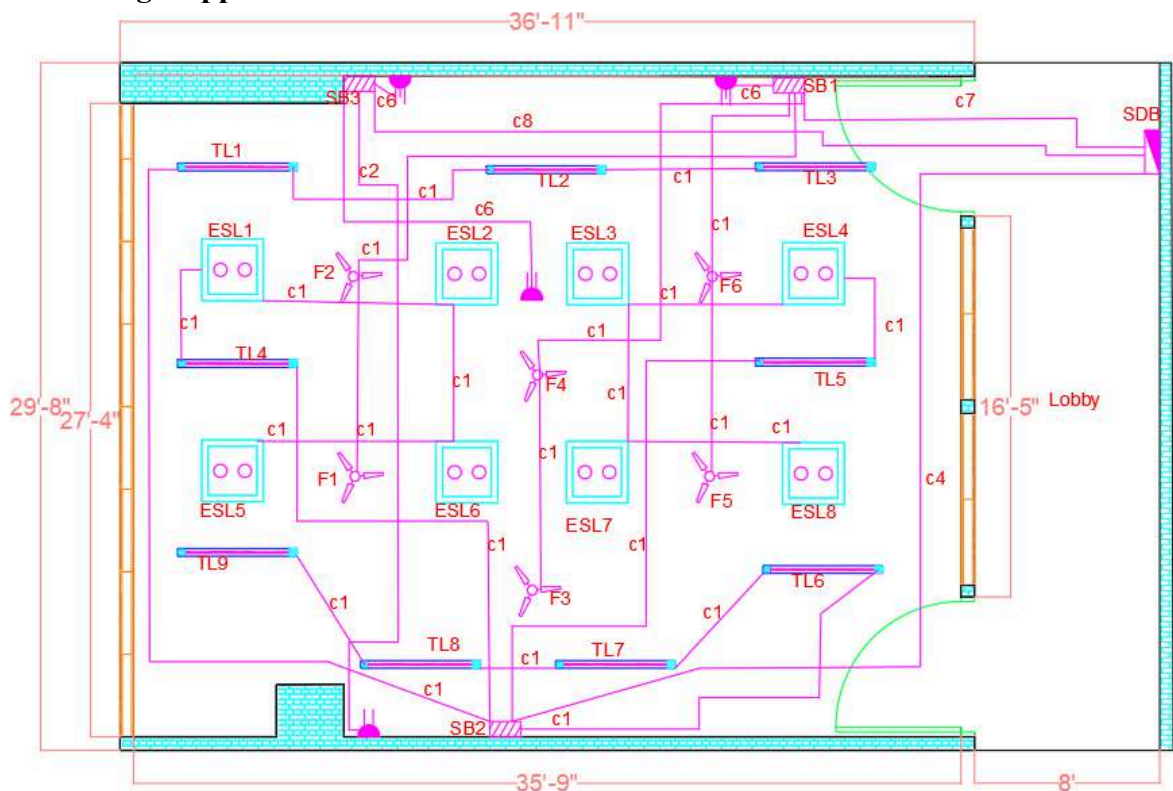 36'-11"
SB3
c6
c6
SB1
c7
SDB
c8
TL1
c2
TL2
c1
TL3
c1
c6
ESL1
c1
ESL2
ESL3
c1
ESL4
F2
F6
c1
c1
c1
c1
c1
TL4
F4
TL5
29'-8"
27'-4"
c1
c1
16'-5"
Lobby
c1
c1
c1
c1
c1
c1
F1
F5
c4
ESL5
ESL6
ESL7
ESL8
c1
c1
TL9
TL6
F3
c1
c1
TL8
TL7
c1
c1
SB2
c1
35'-9"
8'